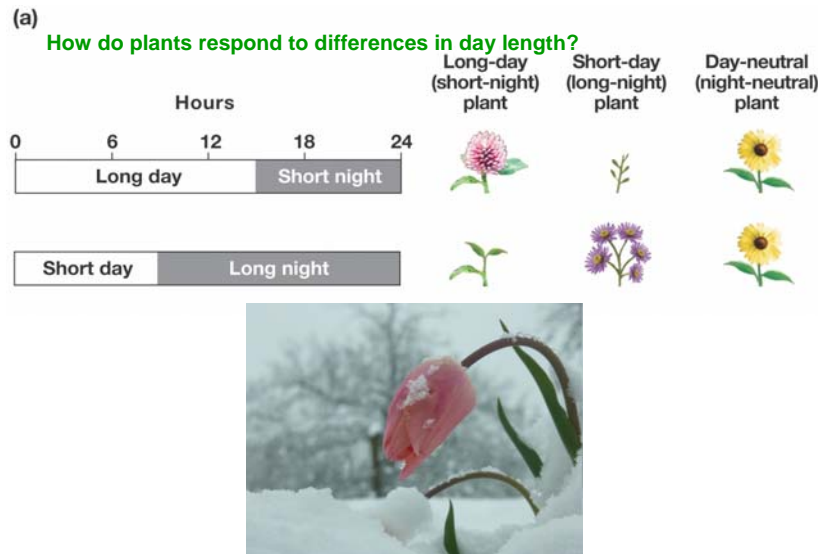 (a)
How do plants respond to differences in day length?
Long-day
(short-night)
plant
Short-day
(long-night)
plant
Day-neutral
(night-neutral)
plant
Hours
0 6 12 18 24
Long day Short night
Short day Long night